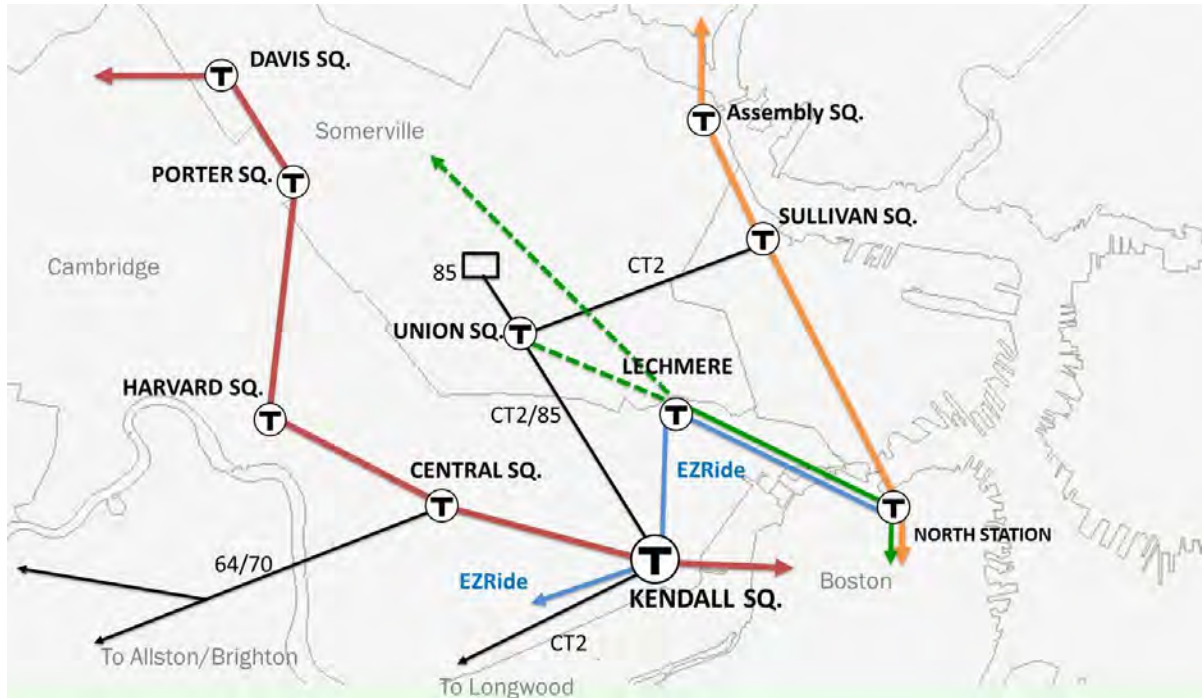 DAVIS SQ.
Assembly Sq.
Somerville
PORTER SQ.
SULLIVAN SQ.
Cambridge
CT2
85
UNION SQ.
LECHMERE
HARVARD SQ.
CT2/85
EZRide
CENTRAL SQ.
NORTH STATION
64/70
EZRide
Boston
KENDALL SQ.
CT2
To Allston/Brighton
To Longwood
T
T
T
T
T
T
T
T
T
T